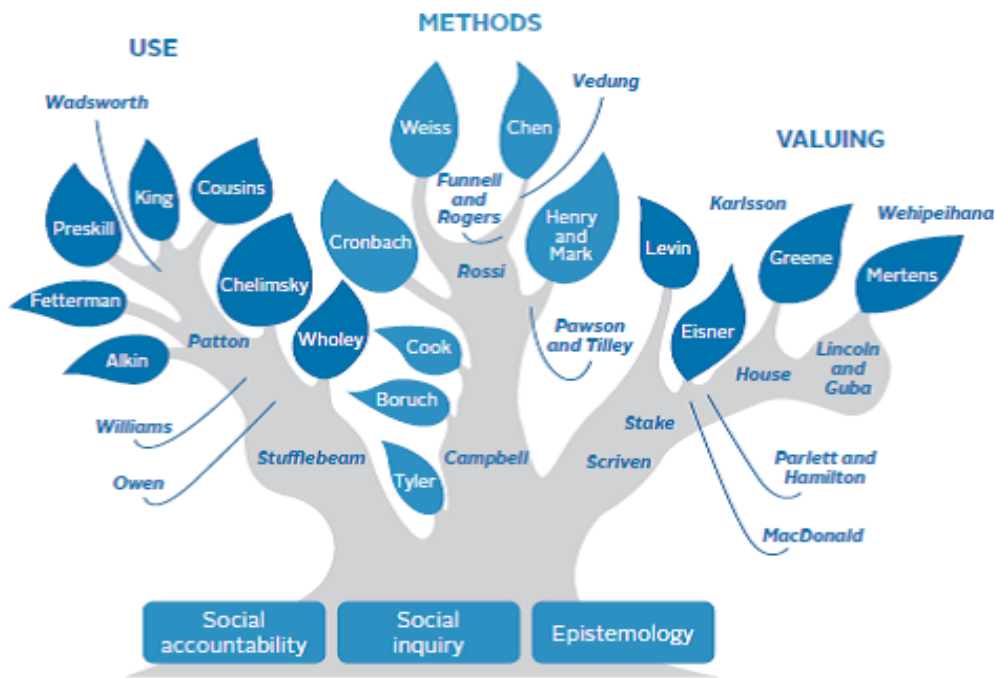 METHODS
USE
VALUING
Wadsworth
Preskill
King
Cousins
Fetterman
Alkin
Chelimsky
Wholey
Patton
Williams
Owen
Stufflebeam
Weiss
Chen
Vedung
Funnell
and
Rogers
Cronbach
Henry
and
Mark
Rossi
Cook
Boruch
Tyler
Pawson
and Tilley
Campbell
Levin
Eisner
Karlsson
Greene
Wehipeihana
Mertens
House
Lincoln
and
Guba
Stake
Scriven
Parlett and
Hamilton
MacDonald
Social
accountability
Social
inquiry
Epistemology